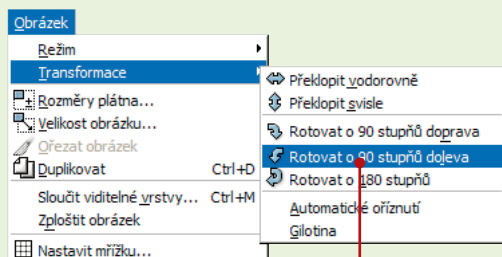 Obrázek
Režim
Transformace
Rozměry plátna...
Velikost obrázku...
Ořezat obrázek
Duplikovat Ctrl+D
Sloučit viditelné vrstvy... Ctrl+M
Zploštit obrázek
Nastavit mřížku...
Překlopit vodorovně
Překlopit svisle
Rotovat o 90 stupňů doprava
Rotovat o 90 stupňů doleva
Rotovat o 180 stupňů
Automatické oříznutí
Gilotina